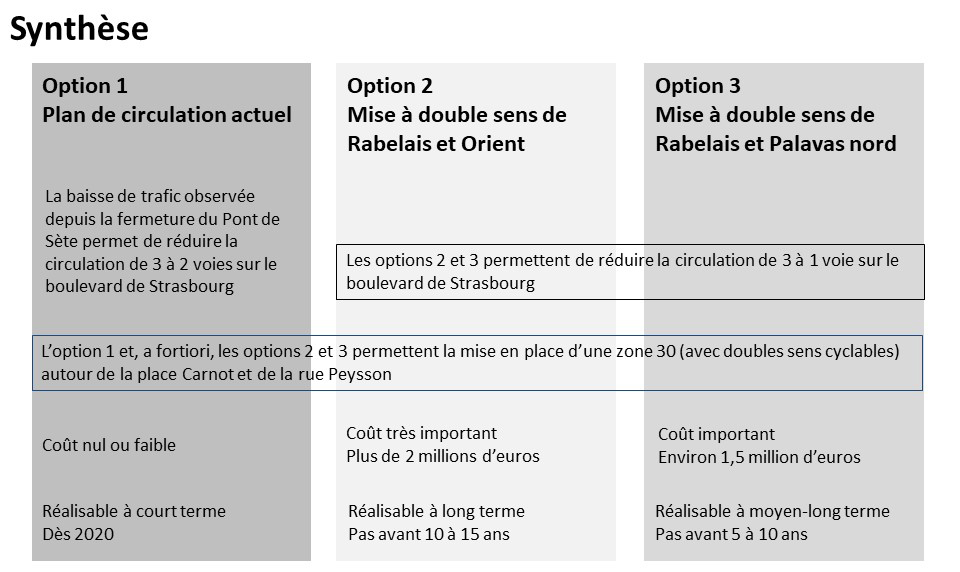 Synthèse
Option 1
Plan de circulation actuel
La baisse de trafic observée
depuis la fermeture du Pont de
Sète permet de réduire la
circulation de 3 à 2 voies sur le
boulevard de Strasbourg
Option 2
Mise à double sens de
Rabelais et Orient
Option 3
Mise à double sens de
Rabelais et Palavas nord
Les options 2 et 3 permettent de réduire la circulation de 3 à 1 voie sur le
boulevard de Strasbourg
L’option 1 et, a fortiori, les options 2 et 3 permettent la mise en place d’une zone 30 (avec doubles sens cyclables)
autour de la place Carnot et de la rue Peysson
Coût nul ou faible
Coût très important
Plus de 2 millions d’euros
Coût important
Environ 1,5 million d’euros
Réalisable à court terme
Dès 2020
Réalisable à long terme
Pas avant 10 à 15 ans
Réalisable à moyen-long terme
Pas avant 5 à 10 ans